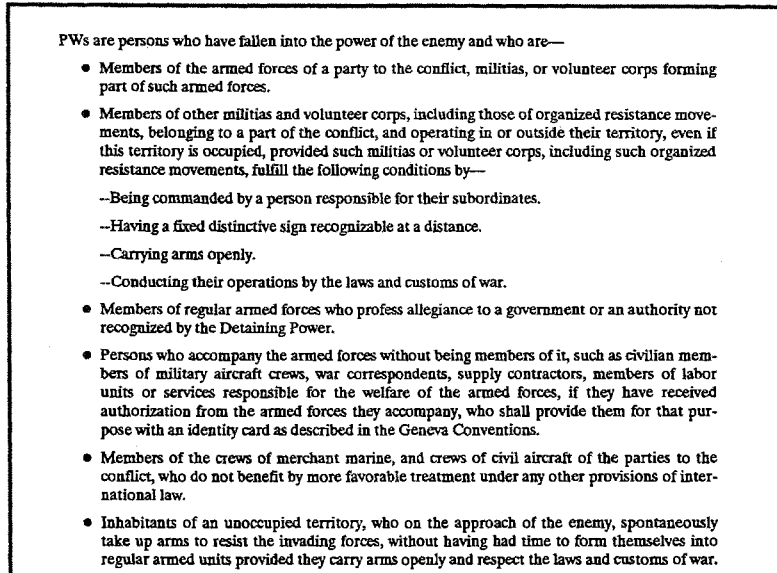 PWs are persons who have fallen into the power of the enemy and who are—
● Members of the armed forces of a party to the conflict, militias, or volunteer corps forming
part of such armed forces.
● Members of other militias and volunteer corps, including those of organized resistance move-
ments, belonging to a part of the conflict, and operating in or outside their territory, even if
this territory is occupied, provided such militias or volunteer corps, including such organized
resistance movements, fulfill the following conditions by—
--Being commanded by a person responsible for their subordinates.
--Having a fixed distinctive sign recognizable at a distance.
--Carrying arms openly.
--Conducting their operations by the laws and customs of war.
● Members of regular armed forces who profess allegiance to a government or an authority not
recognized by the Detaining Power.
● Persons who accompany the armed forces without being members of it, such as civilian mem-
bers of military aircraft crews, war correspondents, supply contractors, members of labor
units or services responsible for the welfare of the armed forces, if they have received
authorization from the armed forces they accompany, who shall provide them for that pur-
pose with an identity card as described in the Geneva Conventions.
● Members of the crews of merchant marine, and crews of civil aircraft of the parties to the
conflict, who do not benefit by more favorable treatment under any other provisions of inter-
national law.
● Inhabitants of an unoccupied territory, who on the approach of the enemy, spontaneously
take up arms to resist the invading forces, without having had time to form themselves into
regular armed units provided they carry arms openly and respect the laws and customs of war.